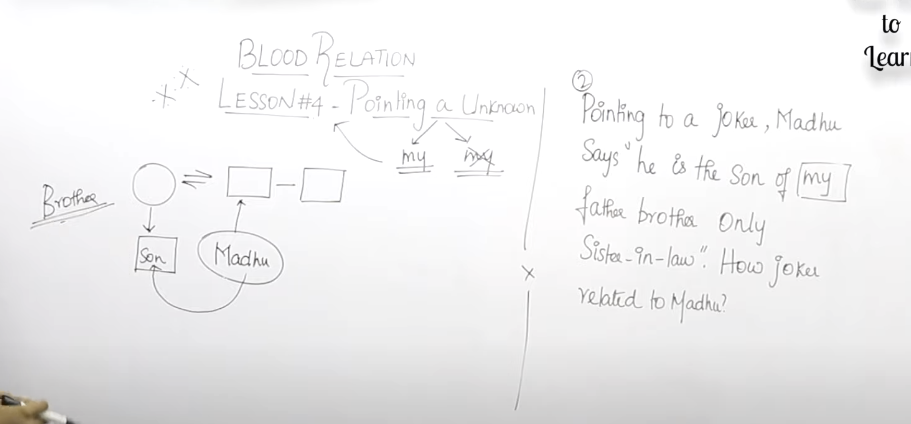 to
Lear
BLOOD RELATION
LESSON#4 - Pointing a Unknown
my my
Brother
Son
Madhu
②
Pointing to a joker, Madhu
Says "he is the Son of my
father brother Only
Sister-in-law". How joker
related to Madhu?